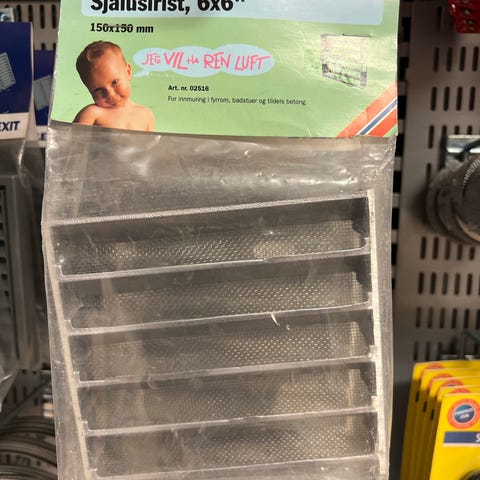 Sjalusirist, 6x6"
150x150 mm
JEG VIL HA REN LUFT
Art. nr. 02516
For innmuring i fyrrom, badstuer og tildels betong.
EXIT